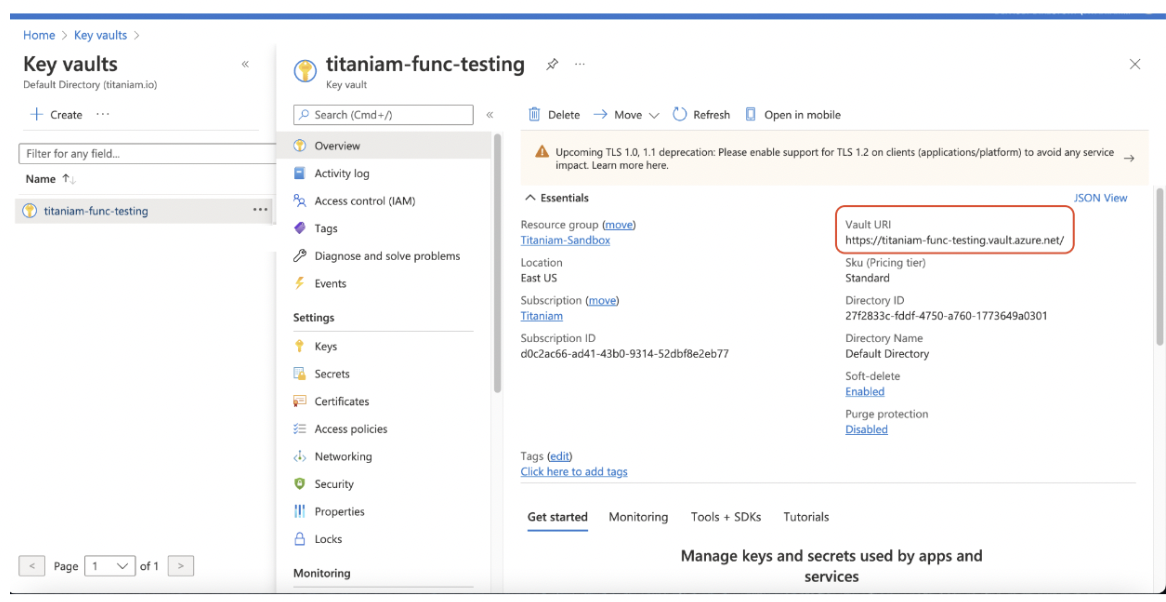 Home > Key vaults >
Key vaults
«
Default Directory (titaniam.io)
+ Create ···
Filter for any field...
Name ↑↓
titaniam-func-testing ···
< Page 1 of 1 >
titaniam-func-testing ···
Key vault
Search (Cmd+/)
«
Overview
Activity log
Access control (IAM)
Tags
Diagnose and solve problems
Events
Settings
Keys
Secrets
Certificates
Access policies
Networking
Security
Properties
Locks
Monitoring
Delete → Move Refresh Open in mobile
Upcoming TLS 1.0, 1.1 deprecation: Please enable support for TLS 1.2 on clients (applications/platform) to avoid any service →
impact. Learn more here.
Essentials
JSON View
Resource group (move)
Titaniam-Sandbox
Location
East US
Subscription (move)
Titaniam
Subscription ID
d0c2ac66-ad41-43b0-9314-52dbf8e2eb77
Vault URI
https://titaniam-func-testing.vault.azure.net/
Sku (Pricing tier)
Standard
Directory ID
27f2833c-fddf-4750-a760-1773649a0301
Directory Name
Default Directory
Soft-delete
Enabled
Purge protection
Disabled
Tags (edit)
Click here to add tags
Get started Monitoring Tools + SDKs Tutorials
Manage keys and secrets used by apps and
services